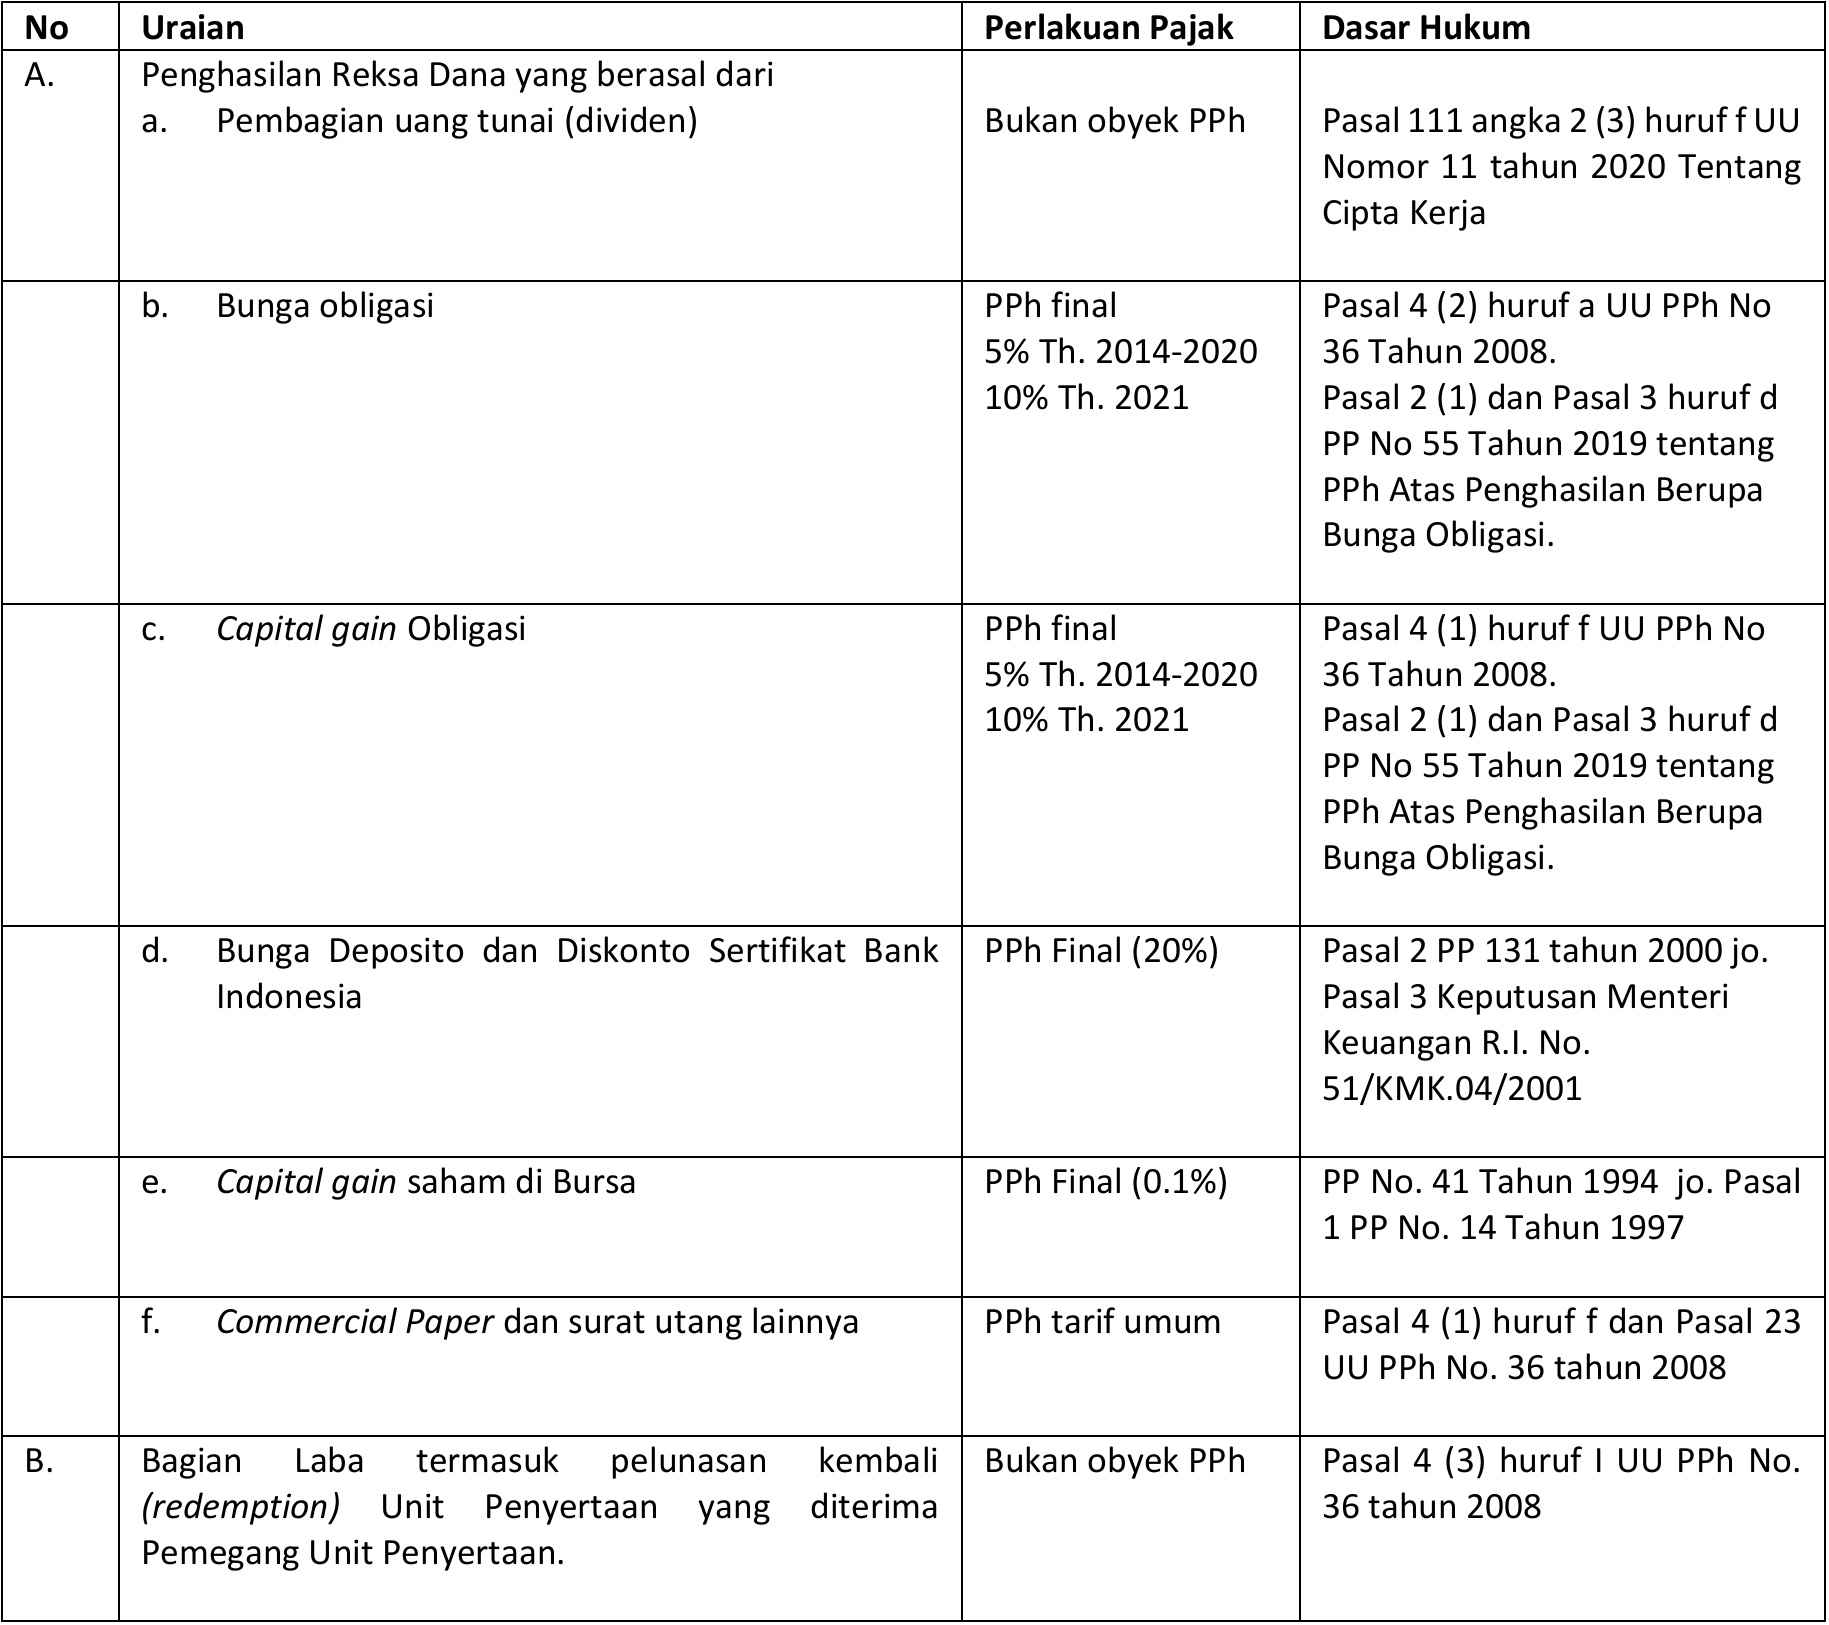 No Uraian Perlakuan Pajak Dasar Hukum
A. Penghasilan Reksa Dana yang berasal dari
a. Pembagian uang tunai (dividen) Bukan obyek PPh Pasal 111 angka 2 (3) huruf f UU
Nomor 11 tahun 2020 Tentang
Cipta Kerja
b. Bunga obligasi PPh final Pasal 4 (2) huruf a UU PPh No
5% Th. 2014-2020 36 Tahun 2008.
10% Th. 2021 Pasal 2 (1) dan Pasal 3 huruf d
PP No 55 Tahun 2019 tentang
PPh Atas Penghasilan Berupa
Bunga Obligasi.
c. Capital gain Obligasi PPh final Pasal 4 (1) huruf f UU PPh No
5% Th. 2014-2020 36 Tahun 2008.
10% Th. 2021 Pasal 2 (1) dan Pasal 3 huruf d
PP No 55 Tahun 2019 tentang
PPh Atas Penghasilan Berupa
Bunga Obligasi.
d. Bunga Deposito dan Diskonto Sertifikat Bank PPh Final (20%) Pasal 2 PP 131 tahun 2000 jo.
Indonesia Pasal 3 Keputusan Menteri
Keuangan R.I. No.
51/KMK.04/2001
e. Capital gain saham di Bursa PPh Final (0.1%) PP No. 41 Tahun 1994 jo. Pasal
1 PP No. 14 Tahun 1997
f. Commercial Paper dan surat utang lainnya PPh tarif umum Pasal 4 (1) huruf f dan Pasal 23
UU PPh No. 36 tahun 2008
B. Bagian Laba termasuk pelunasan kembali Bukan obyek PPh Pasal 4 (3) huruf I UU PPh No.
(redemption) Unit Penyertaan yang diterima 36 tahun 2008
Pemegang Unit Penyertaan.